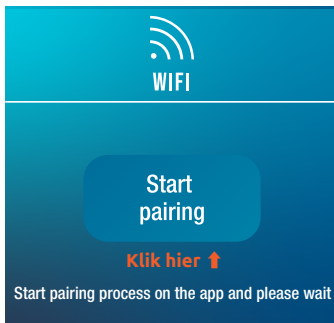 WIFI
Start
pairing
Klik hier ⬆
Start pairing process on the app and please wait